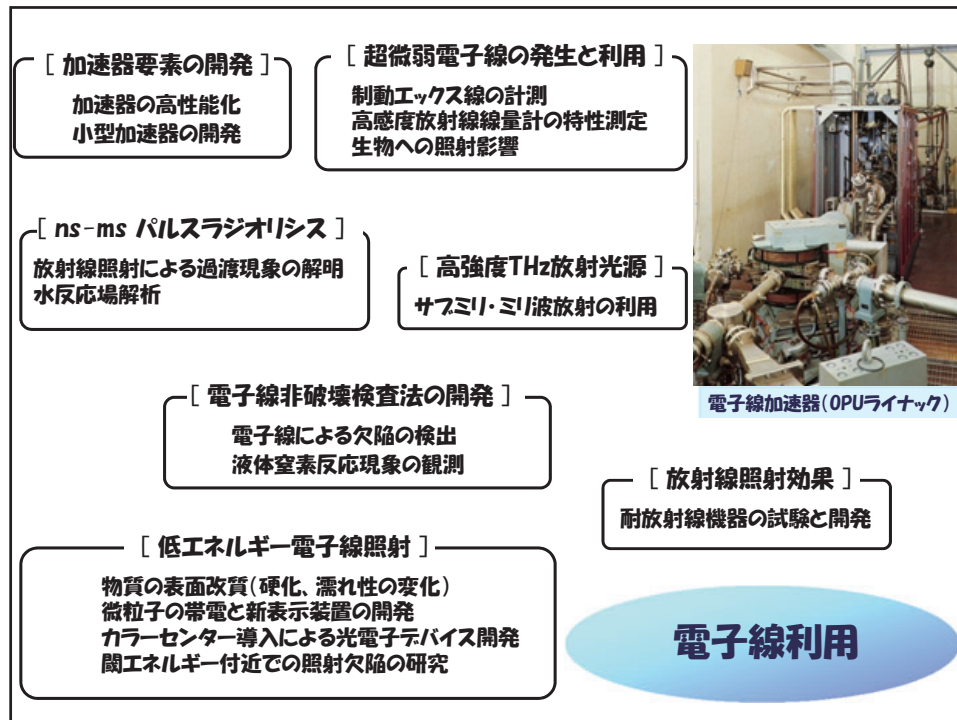 [ 加速器要素の開発 ]
加速器の高性能化
小型加速器の開発
[ 超微弱電子線の発生と利用 ]
制動エックス線の計測
高感度放射線線量計の特性測定
生物への照射影響
[ ns-ms パルスラジオリシス ]
放射線照射による過渡現象の解明
水反応場解析
[ 高強度THz放射光源 ]
サブミリ・ミリ波放射の利用
電子線加速器(OPUライナック)
[ 電子線非破壊検査法の開発 ]
電子線による欠陥の検出
液体窒素反応現象の観測
[ 放射線照射効果 ]
耐放射線機器の試験と開発
[ 低エネルギー電子線照射 ]
物質の表面改質(硬化、濡れ性の変化)
微粒子の帯電と新表示装置の開発
カラーセンター導入による光電子デバイス開発
閾エネルギー付近での照射欠陥の研究
電子線利用